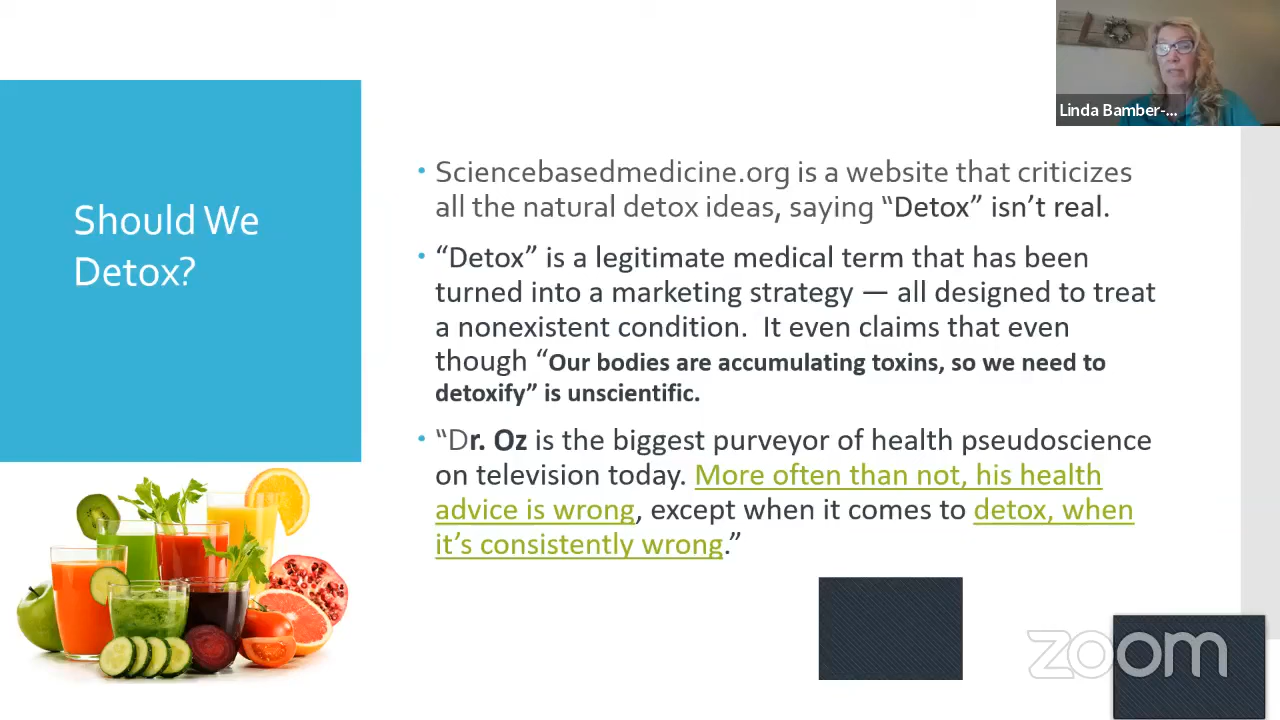 Linda Bamber-...
Should We
Detox?
• Sciencebasedmedicine.org is a website that criticizes
all the natural detox ideas, saying “Detox” isn’t real.
• “Detox” is a legitimate medical term that has been
turned into a marketing strategy — all designed to treat
a nonexistent condition.  It even claims that even
though “Our bodies are accumulating toxins, so we need to
detoxify” is unscientific.
• “Dr. Oz is the biggest purveyor of health pseudoscience
on television today. More often than not, his health
advice is wrong, except when it comes to detox, when
it’s consistently wrong.”
zoom